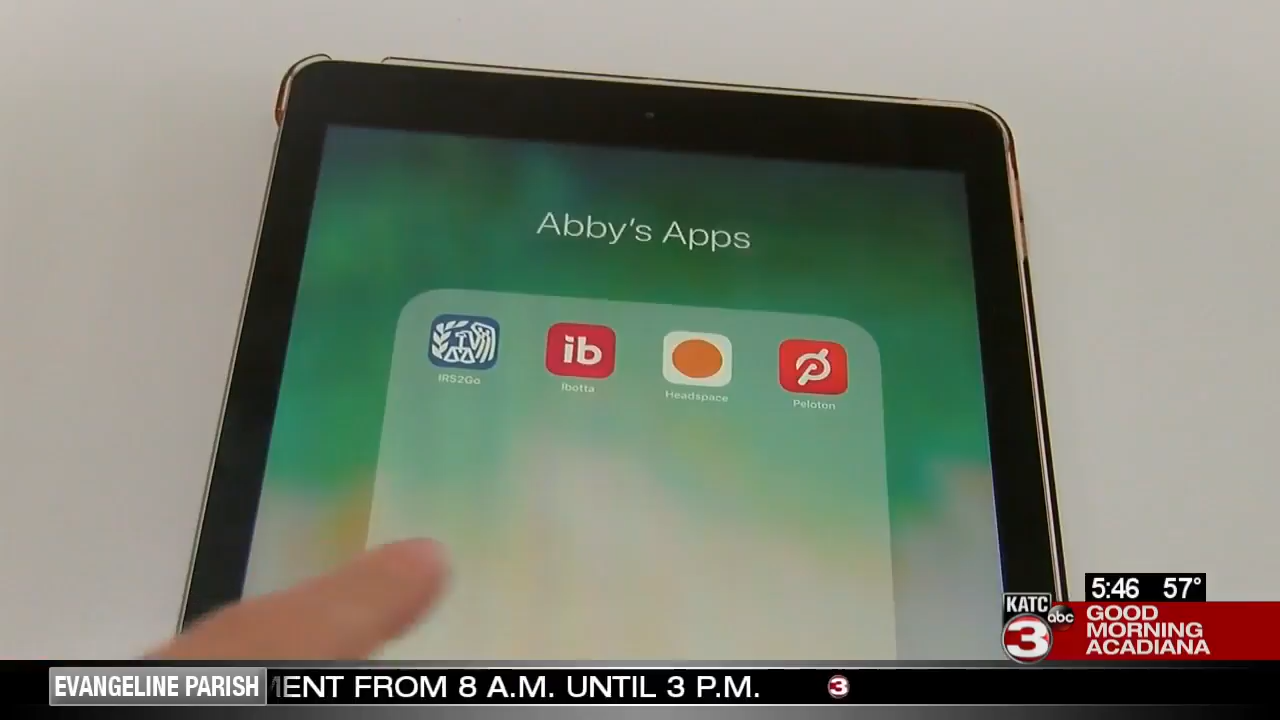 Abby's Apps
ib
IRS2Go
Ibotta
Headspace
Peloton
5:46 57°
KATC
3
abc
GOOD
MORNING
ACADIANA
EVANGELINE PARISH
ENT FROM 8 A.M. UNTIL 3 P.M.
3